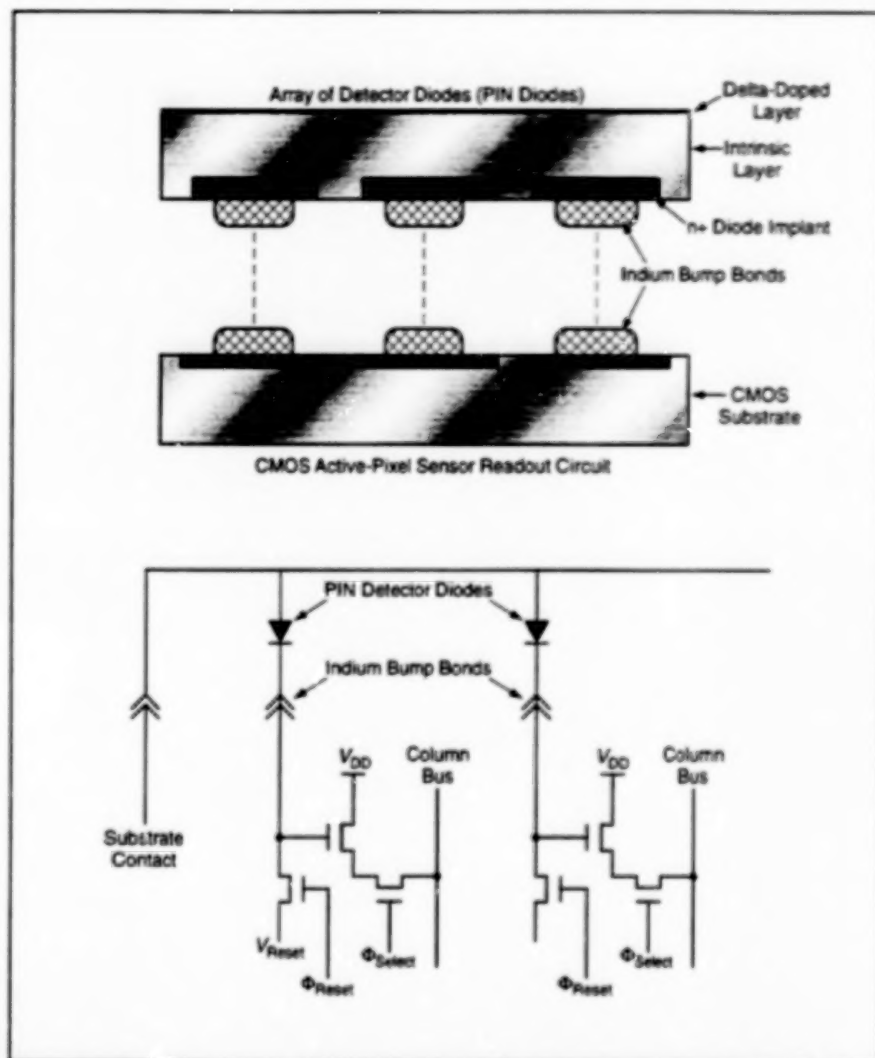 Array of Detector Diodes (PIN Diodes)
Delta-Doped
Layer
Intrinsic
Layer
n+ Diode Implant
Indium Bump Bonds
CMOS
Substrate
CMOS Active-Pixel Sensor Readout Circuit
PIN Detector Diodes
Indium Bump Bonds
VDD
Column
Bus
VDD
Column
Bus
Substrate
Contact
VReset
ΦSelect
ΦReset
ΦSelect
ΦReset